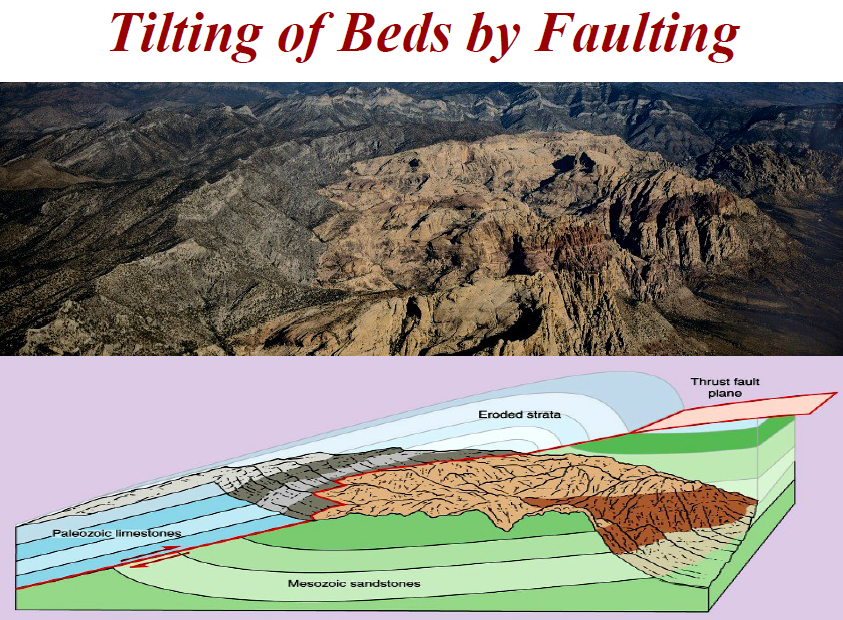 Tilting of Beds by Faulting
Thrust fault
plane
Eroded strata
Paleozoic limestones
Mesozoic sandstones